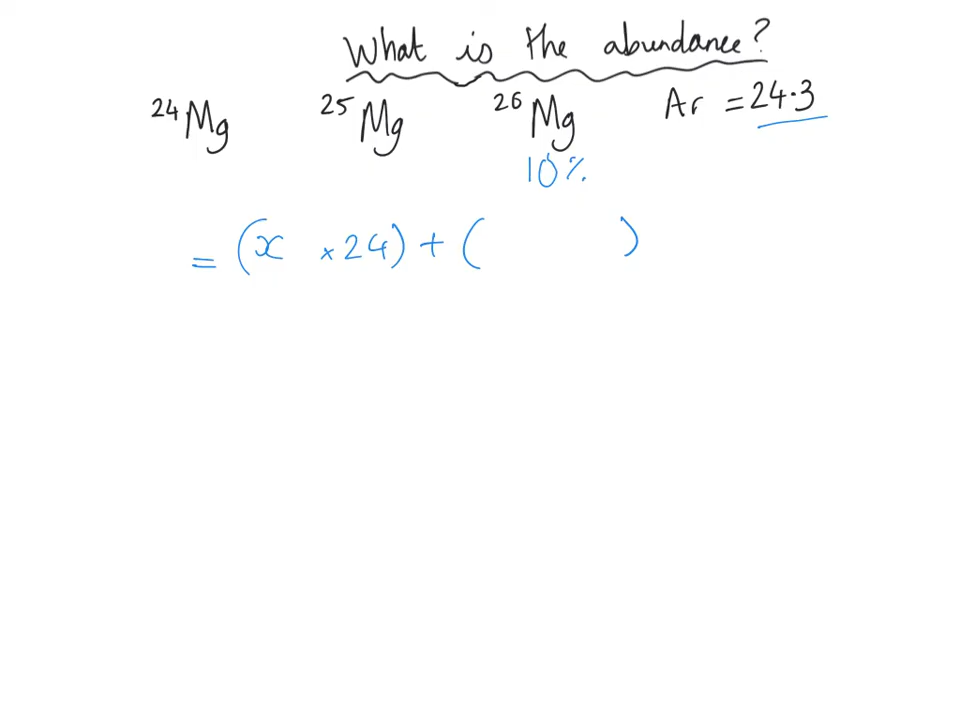 What is the abundance?
²⁴Mg ²⁵Mg ²⁶Mg Ar = 24.3
10%
= (x × 24) + ( )